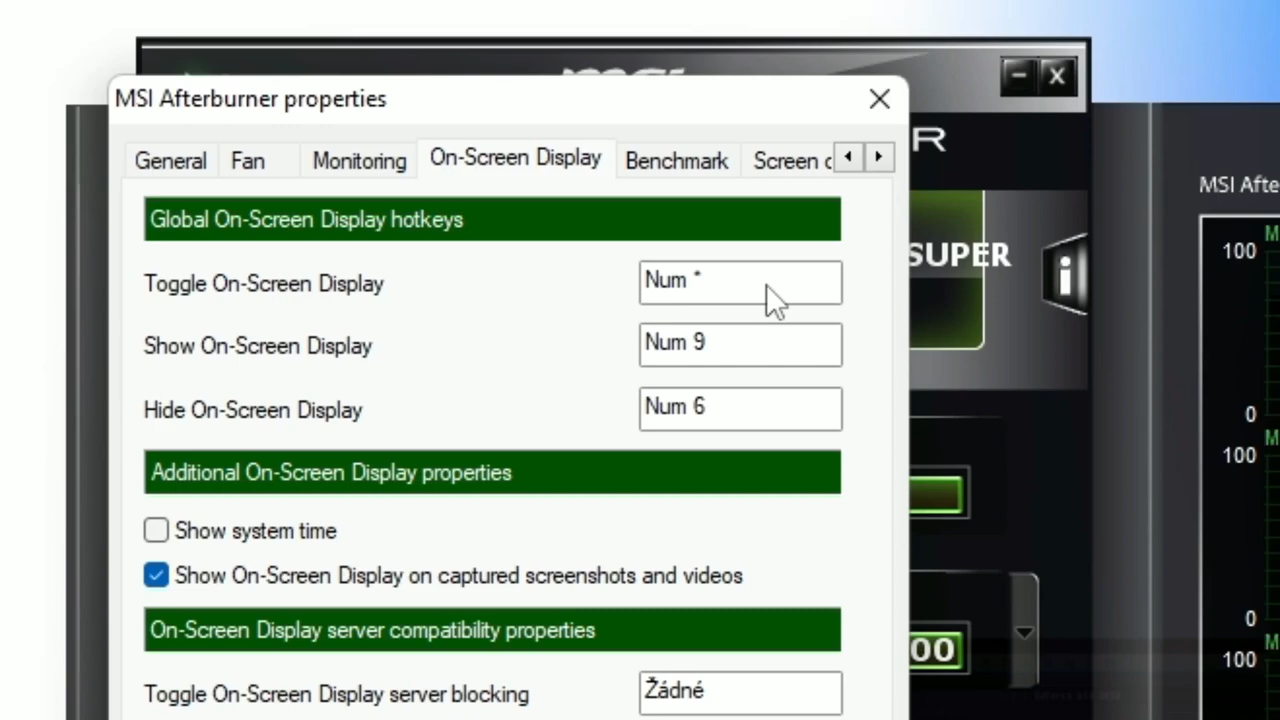 MSI Afterburner properties
General
Fan
Monitoring
On-Screen Display
Benchmark
Screen c
Global On-Screen Display hotkeys
Toggle On-Screen Display
Num *
Show On-Screen Display
Num 9
Hide On-Screen Display
Num 6
Additional On-Screen Display properties
Show system time
Show On-Screen Display on captured screenshots and videos
On-Screen Display server compatibility properties
Toggle On-Screen Display server blocking
Žádné
R
SUPER
i
00
MSI Afte
M
100
0
M
100
0
M
100